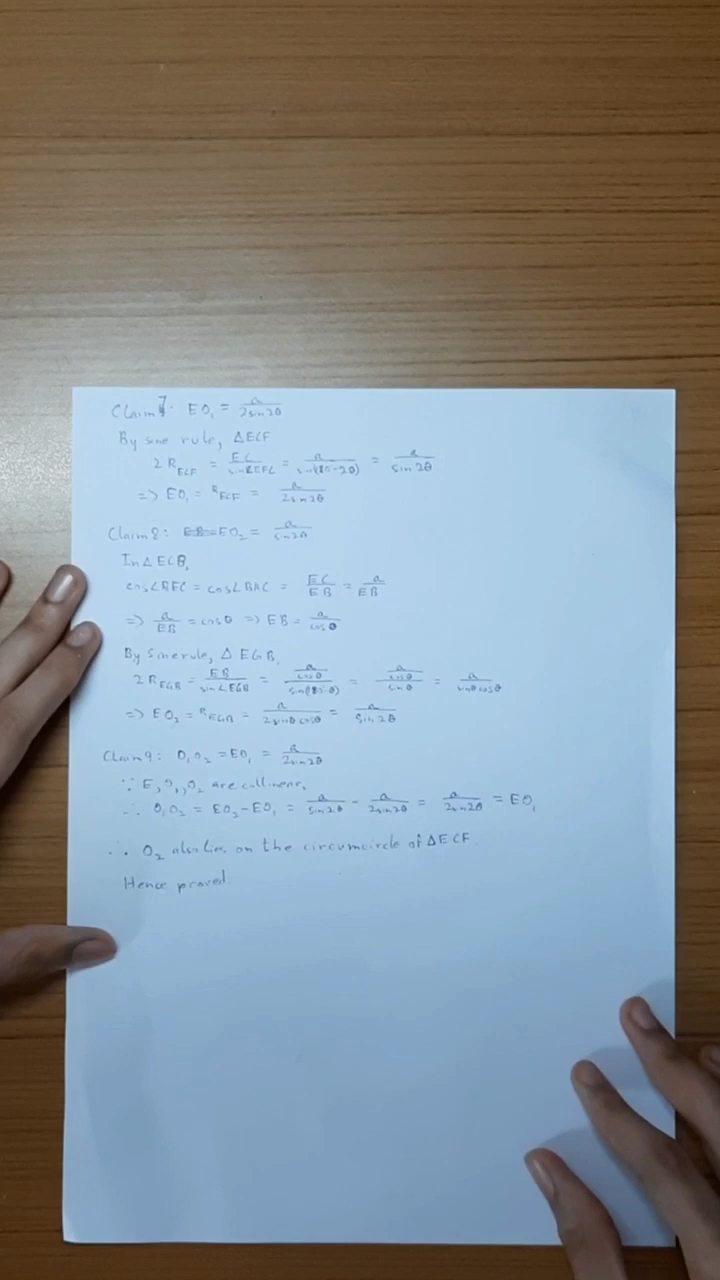 Claim 7: EO₁ = a/(2sin2θ)
By sine rule, △ECF
2R_ECF = EC/sin∠EFC = a/sin(180-2θ) = a/sin2θ
=> EO₁ = R_ECF = a/(2sin2θ)
Claim 8: EO₂ = a/sin2θ
In △ECB,
cos∠BEC = cos∠BAC = EC/EB = a/EB
=> a/EB = cosθ => EB = a/cosθ
By sine rule, △EGB,
2R_EGB = EB/sin∠EGB = (a/cosθ)/sin(180-θ) = (a/cosθ)/sinθ = a/(sinθcosθ)
=> EO₂ = R_EGB = a/(2sinθcosθ) = a/sin2θ
Claim 9: O₁O₂ = EO₁ = a/(2sin2θ)
∵ E, O₁, O₂ are collinear,
∴ O₁O₂ = EO₂-EO₁ = a/sin2θ - a/(2sin2θ) = a/(2sin2θ) = EO₁
∴ O₂ also lies on the circumcircle of △ECF.
Hence proved